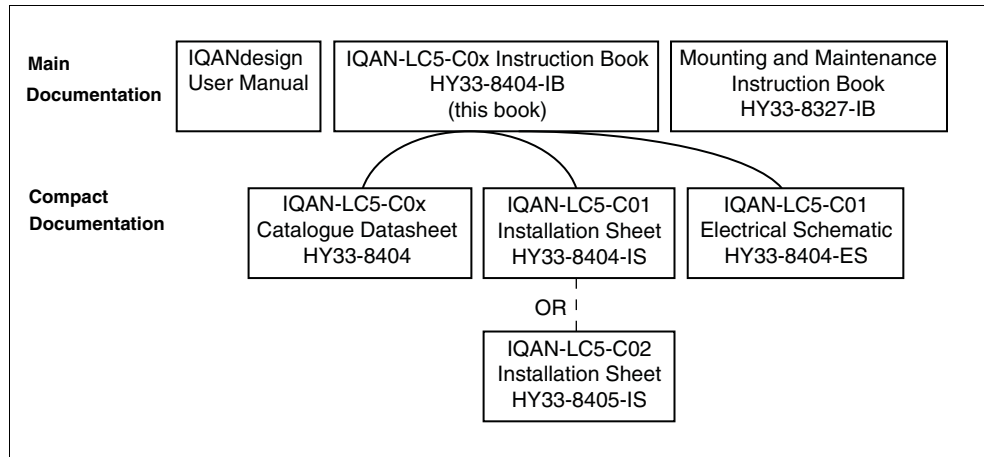 Main
Documentation
IQANdesign
User Manual
IQAN-LC5-C0x Instruction Book
HY33-8404-IB
(this book)
Mounting and Maintenance
Instruction Book
HY33-8327-IB
Compact
Documentation
IQAN-LC5-C0x
Catalogue Datasheet
HY33-8404
IQAN-LC5-C01
Installation Sheet
HY33-8404-IS
IQAN-LC5-C01
Electrical Schematic
HY33-8404-ES
OR
IQAN-LC5-C02
Installation Sheet
HY33-8405-IS